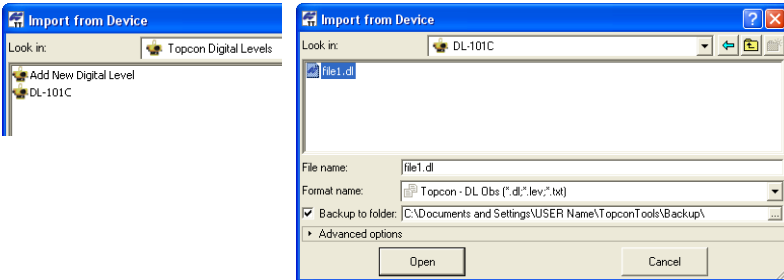 Import from Device
Look in:
Topcon Digital Levels
Add New Digital Level
DL-101C
Import from Device
Look in:
DL-101C
file1.dl
File name:
file1.dl
Format name:
Topcon - DL Obs (*.dl;*.lev;*.txt)
Backup to folder:
C:\Documents and Settings\USER Name\TopconTools\Backup\
...
Advanced options
Open
Cancel